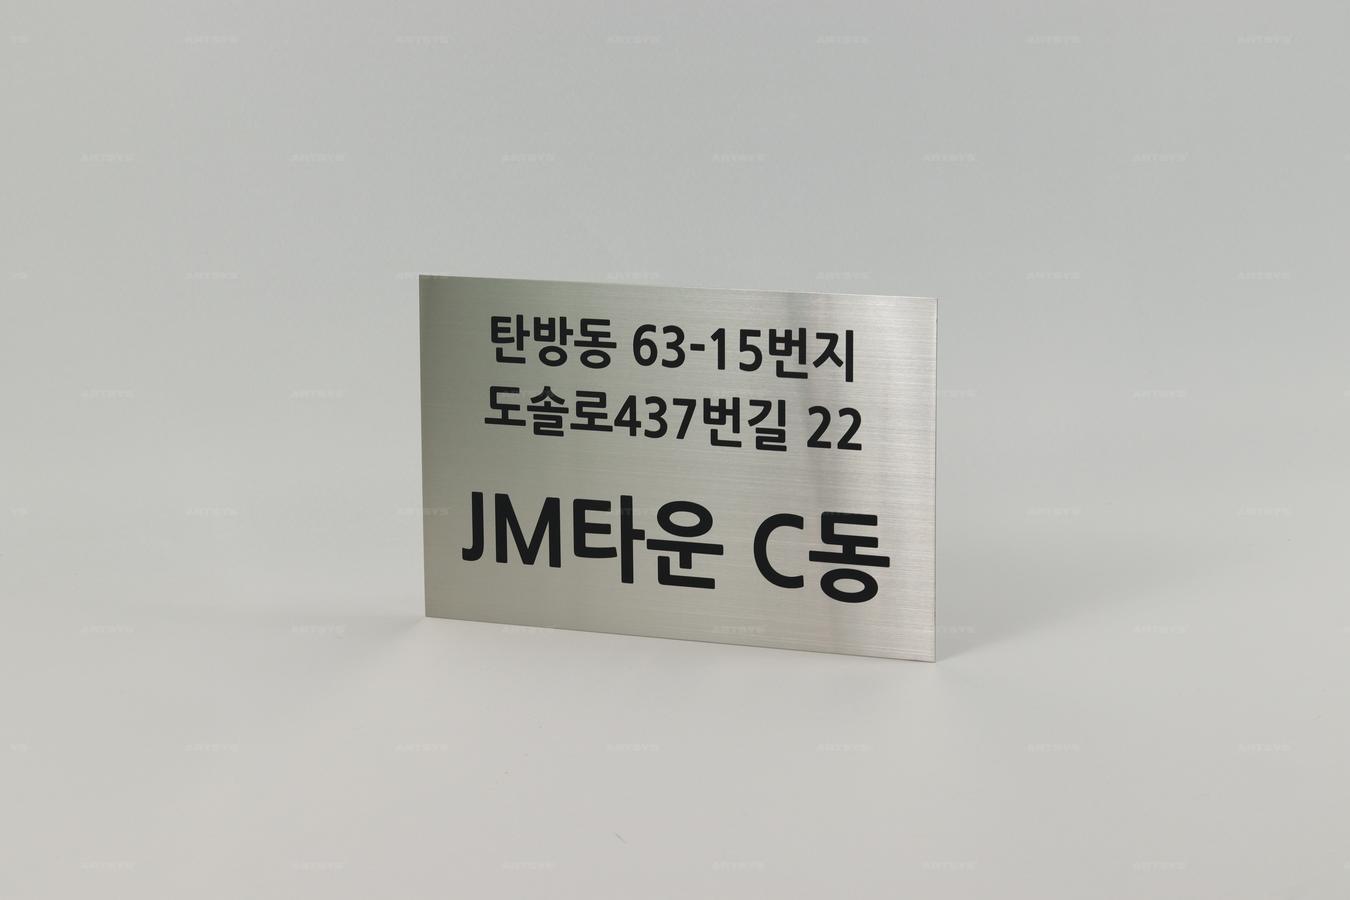 탄방동 63-15번지
도솔로437번길 22
JM타운 C동